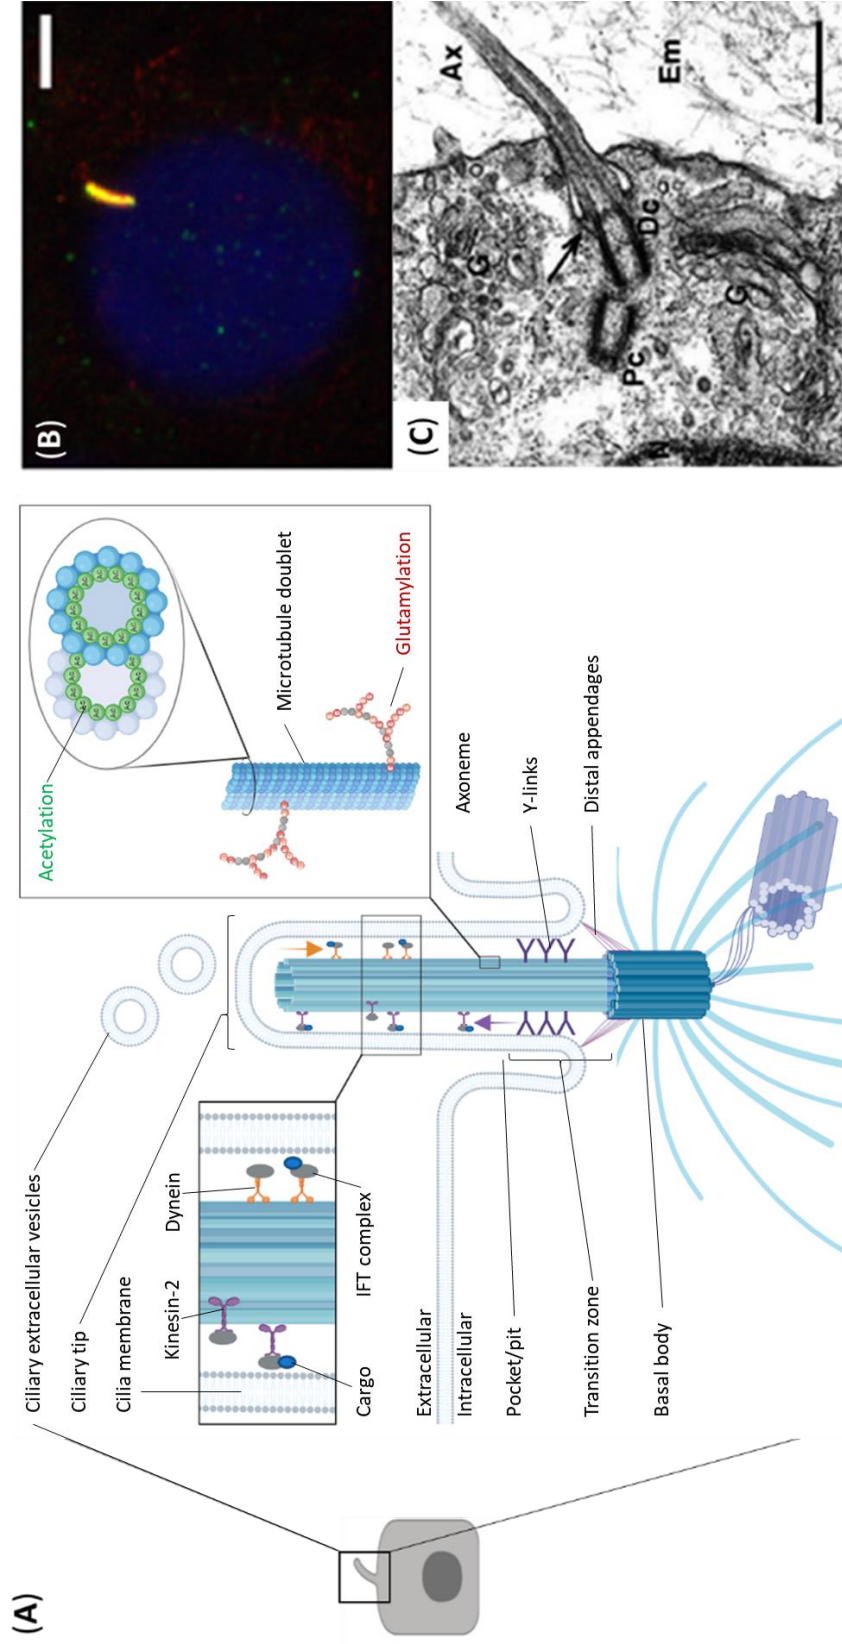 (A)
Ciliary extracellular vesicles
Ciliary tip
Cilia membrane
Kinesin-2
Dynein
Cargo
IFT complex
Extracellular
Intracellular
Pocket/pit
Transition zone
Basal body
Acetylation
Microtubule doublet
Glutamylation
Axoneme
Y-links
Distal appendages
(B)
(C)
Ax
Em
G
Dc
Pc
G
N